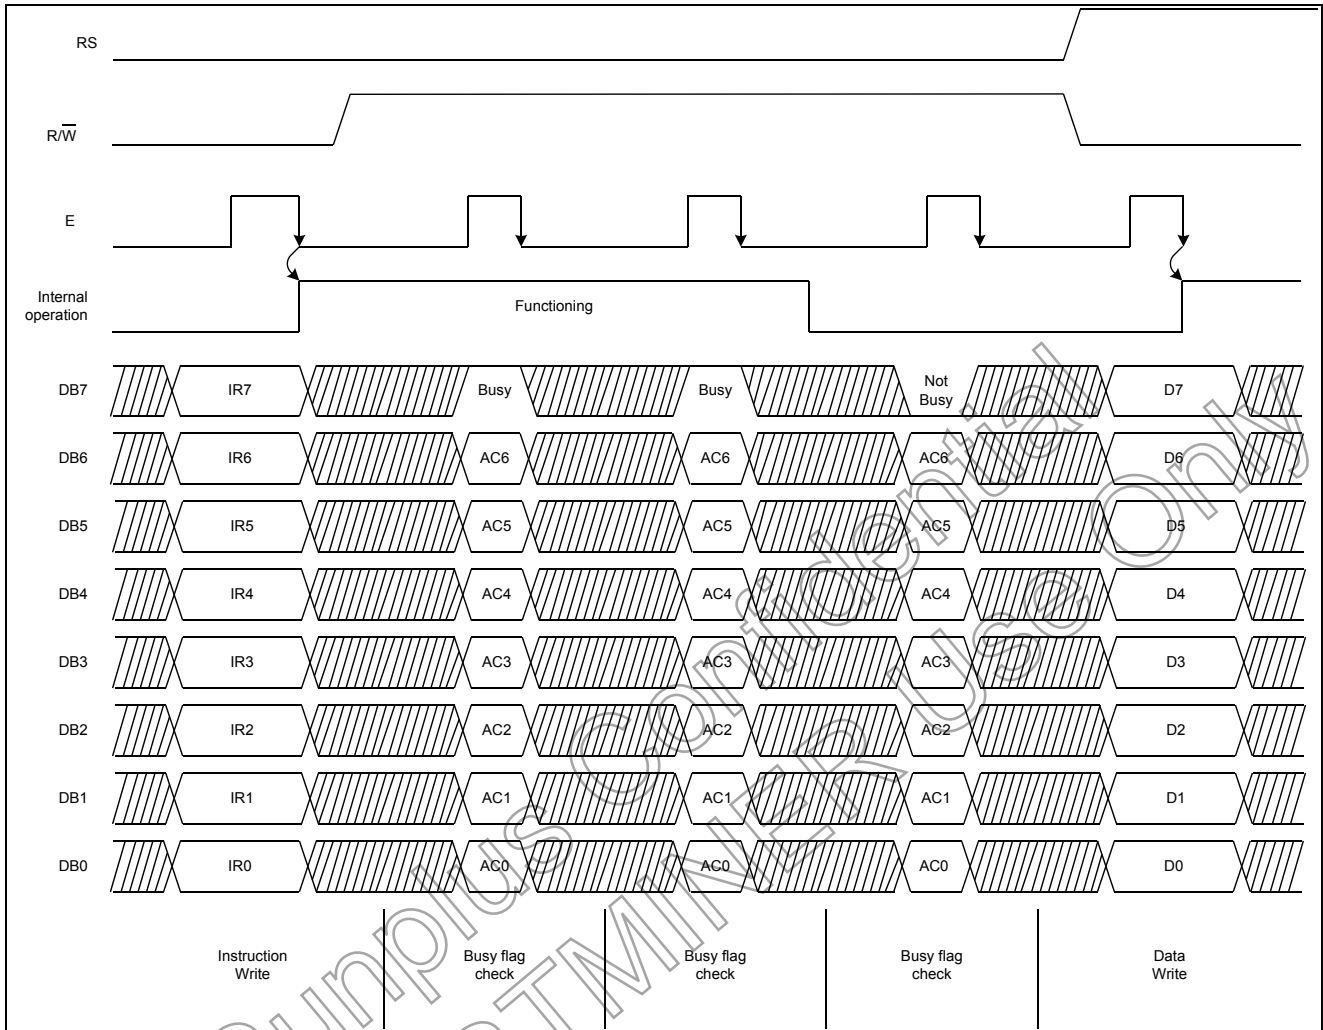 RS
R/W
E
Internal
operation
Functioning
DB7 IR7 Busy Busy Not Busy D7
DB6 IR6 AC6 AC6 AC6 D6
DB5 IR5 AC5 AC5 AC5 D5
DB4 IR4 AC4 AC4 AC4 D4
DB3 IR3 AC3 AC3 AC3 D3
DB2 IR2 AC2 AC2 AC2 D2
DB1 IR1 AC1 AC1 AC1 D1
DB0 IR0 AC0 AC0 AC0 D0
Instruction Write
Busy flag check
Busy flag check
Busy flag check
Data Write
Confidential
Use Only